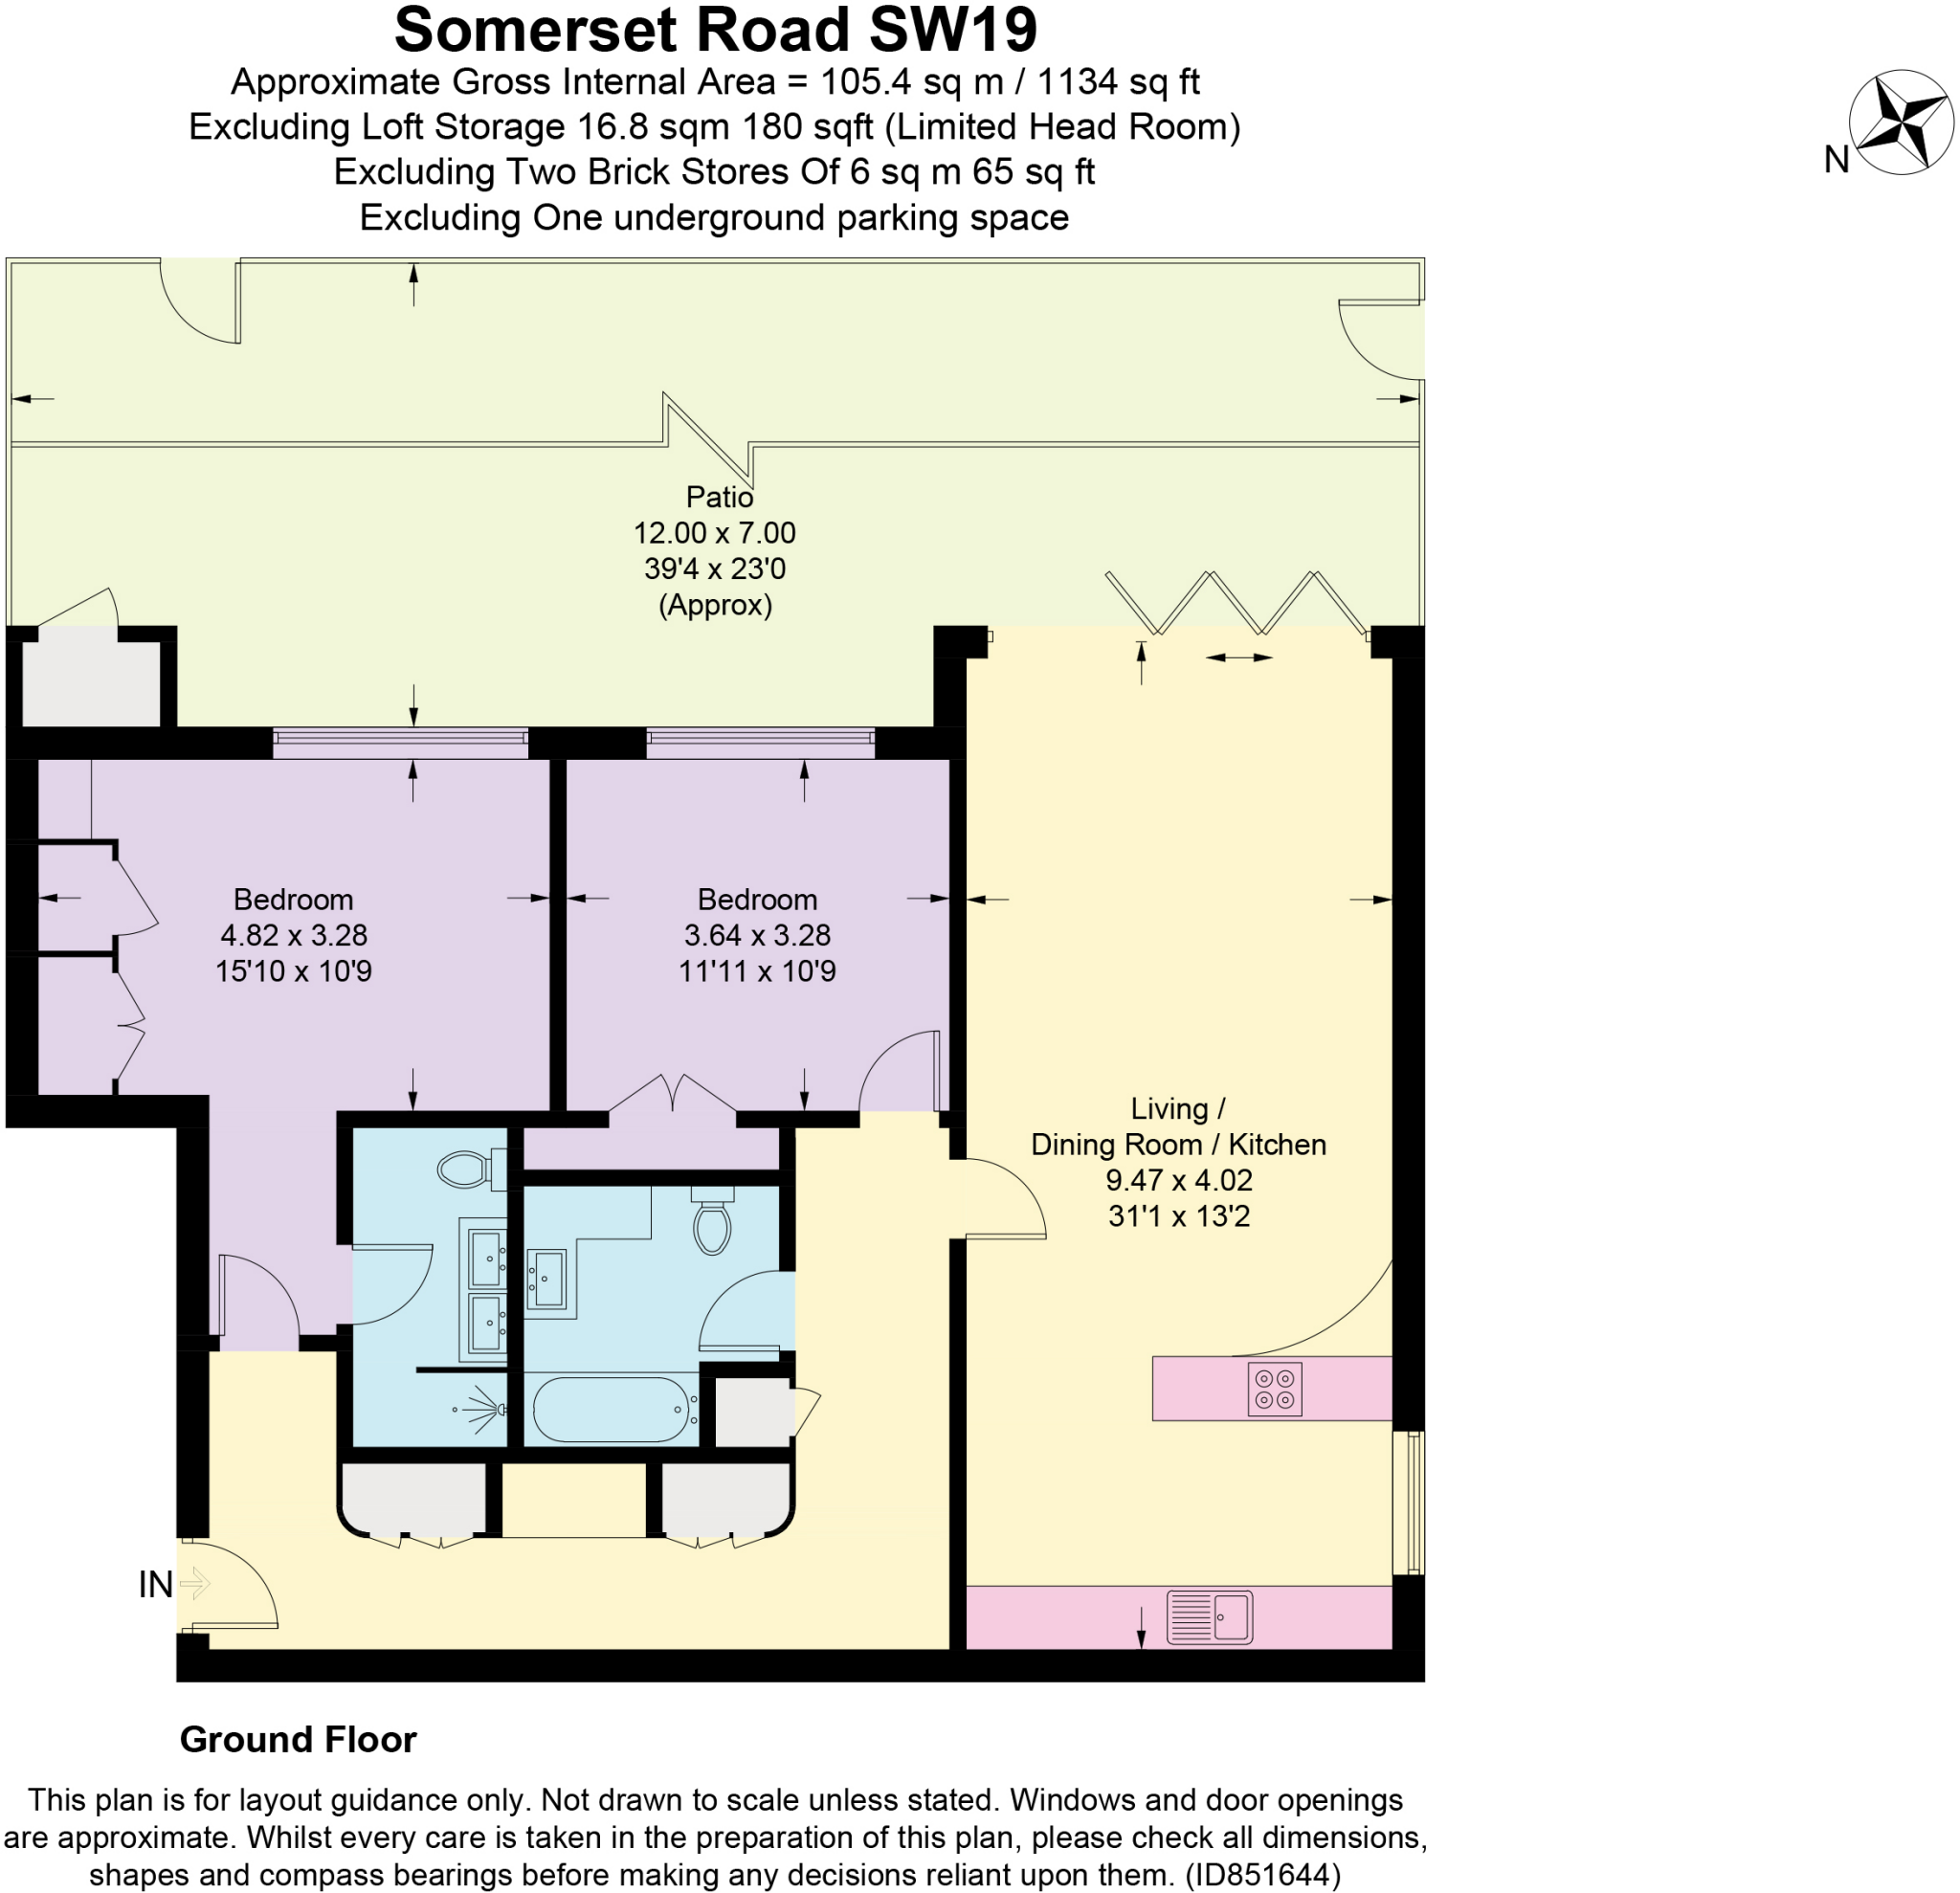 Somerset Road SW19
Approximate Gross Internal Area = 105.4 sq m / 1134 sq ft
Excluding Loft Storage 16.8 sqm 180 sqft (Limited Head Room)
Excluding Two Brick Stores Of 6 sq m 65 sq ft
Excluding One underground parking space
N
Patio
12.00 x 7.00
39'4 x 23'0
(Approx)
Bedroom
4.82 x 3.28
15'10 x 10'9
Bedroom
3.64 x 3.28
11'11 x 10'9
Living /
Dining Room / Kitchen
9.47 x 4.02
31'1 x 13'2
IN
Ground Floor
This plan is for layout guidance only. Not drawn to scale unless stated. Windows and door openings
are approximate. Whilst every care is taken in the preparation of this plan, please check all dimensions,
shapes and compass bearings before making any decisions reliant upon them. (ID851644)